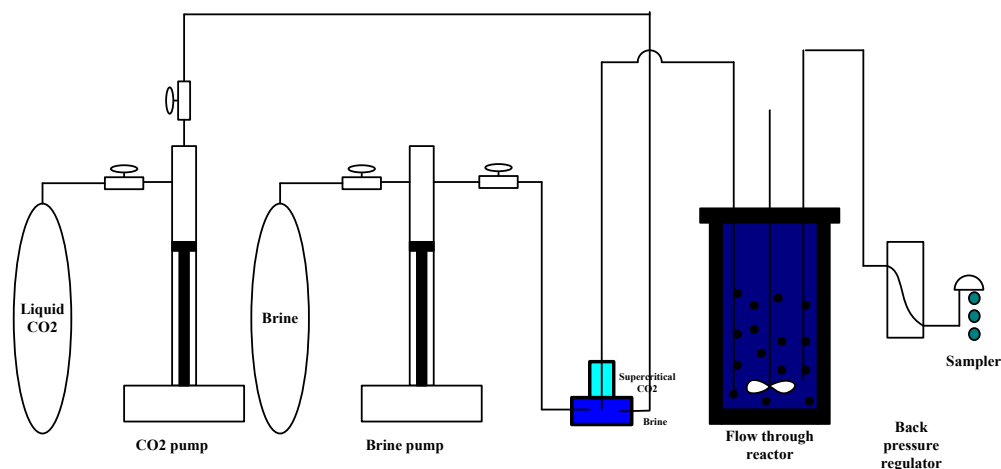 Liquid
CO2
Brine
Supercritical
CO2
Brine
CO2 pump
Brine pump
Flow through
reactor
Back
pressure
regulator
Sampler